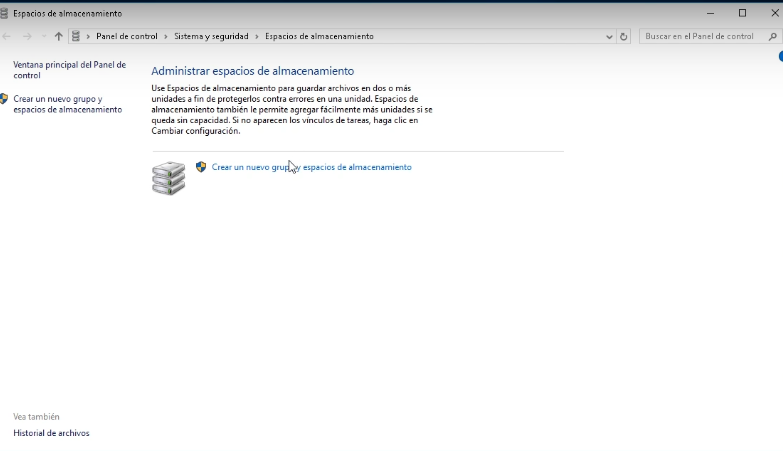 Espacios de almacenamiento
Panel de control > Sistema y seguridad > Espacios de almacenamiento
Buscar en el Panel de control
Ventana principal del Panel de
control
Crear un nuevo grupo y
espacios de almacenamiento
Administrar espacios de almacenamiento
Use Espacios de almacenamiento para guardar archivos en dos o más
unidades a fin de protegerlos contra errores en una unidad. Espacios de
almacenamiento también le permite agregar fácilmente más unidades si se
queda sin capacidad. Si no aparecen los vínculos de tareas, haga clic en
Cambiar configuración.
Crear un nuevo grupo y espacios de almacenamiento
Vea también
Historial de archivos